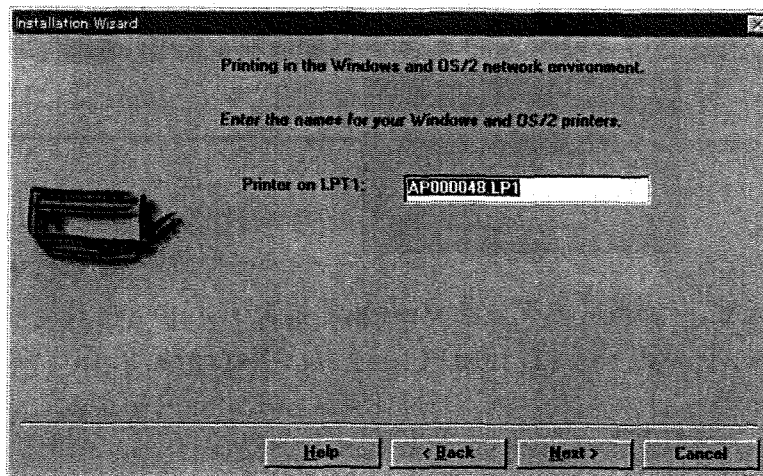 Installation Wizard
Printing in the Windows and OS/2 network environment.
Enter the names for your Windows and OS/2 printers.
Printer on LPT1: AP000048 LP1
Help < Back Next > Cancel